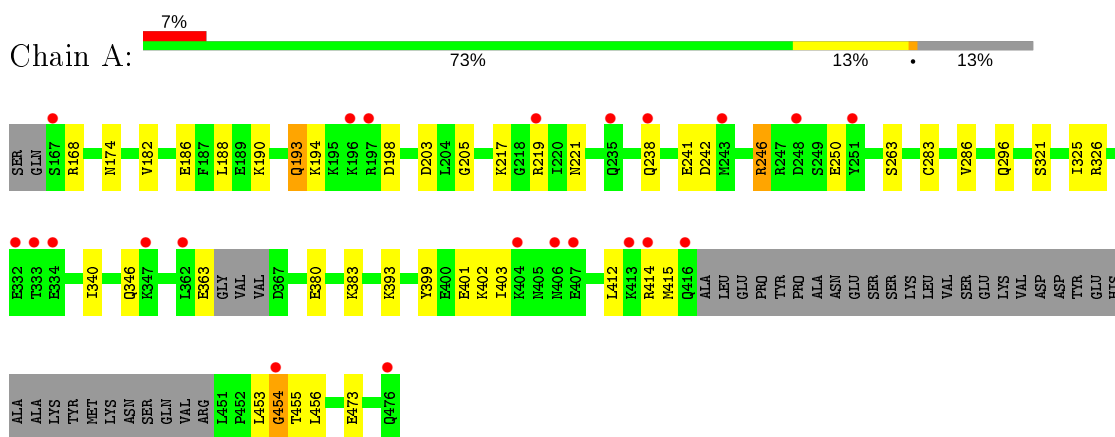 7%
Chain A:
73% 13% • 13%
SER GLN S167 R168 N174 V182 E186 F187 L188 E189 K190 Q193 K194 K195 K196 R197 D198 D203 L204 G205 K217 G218 R219 I220 N221 Q235 Q238 E241 D242 M243 R246 R247 D248 S249 E250 Y251 S263 C283 V286 Q296 S321 I325 R326
E332 T333 E334 I340 Q346 K347 L362 E363 GLY VAL VAL D367 E380 K383 K393 Y399 E400 E401 K402 I403 K404 N405 N406 E407 L412 K413 R414 M415 Q416 ALA LEU GLU PRO TYR PRO ALA ASN GLU SER SER LYS LEU VAL SER GLU LYS VAL ASP ASP TYR GLU HIS
ALA ALA LYS TYR MET LYS ASN SER GLN VAL ARG L451 P452 L453 G454 T455 L456 E473 Q476